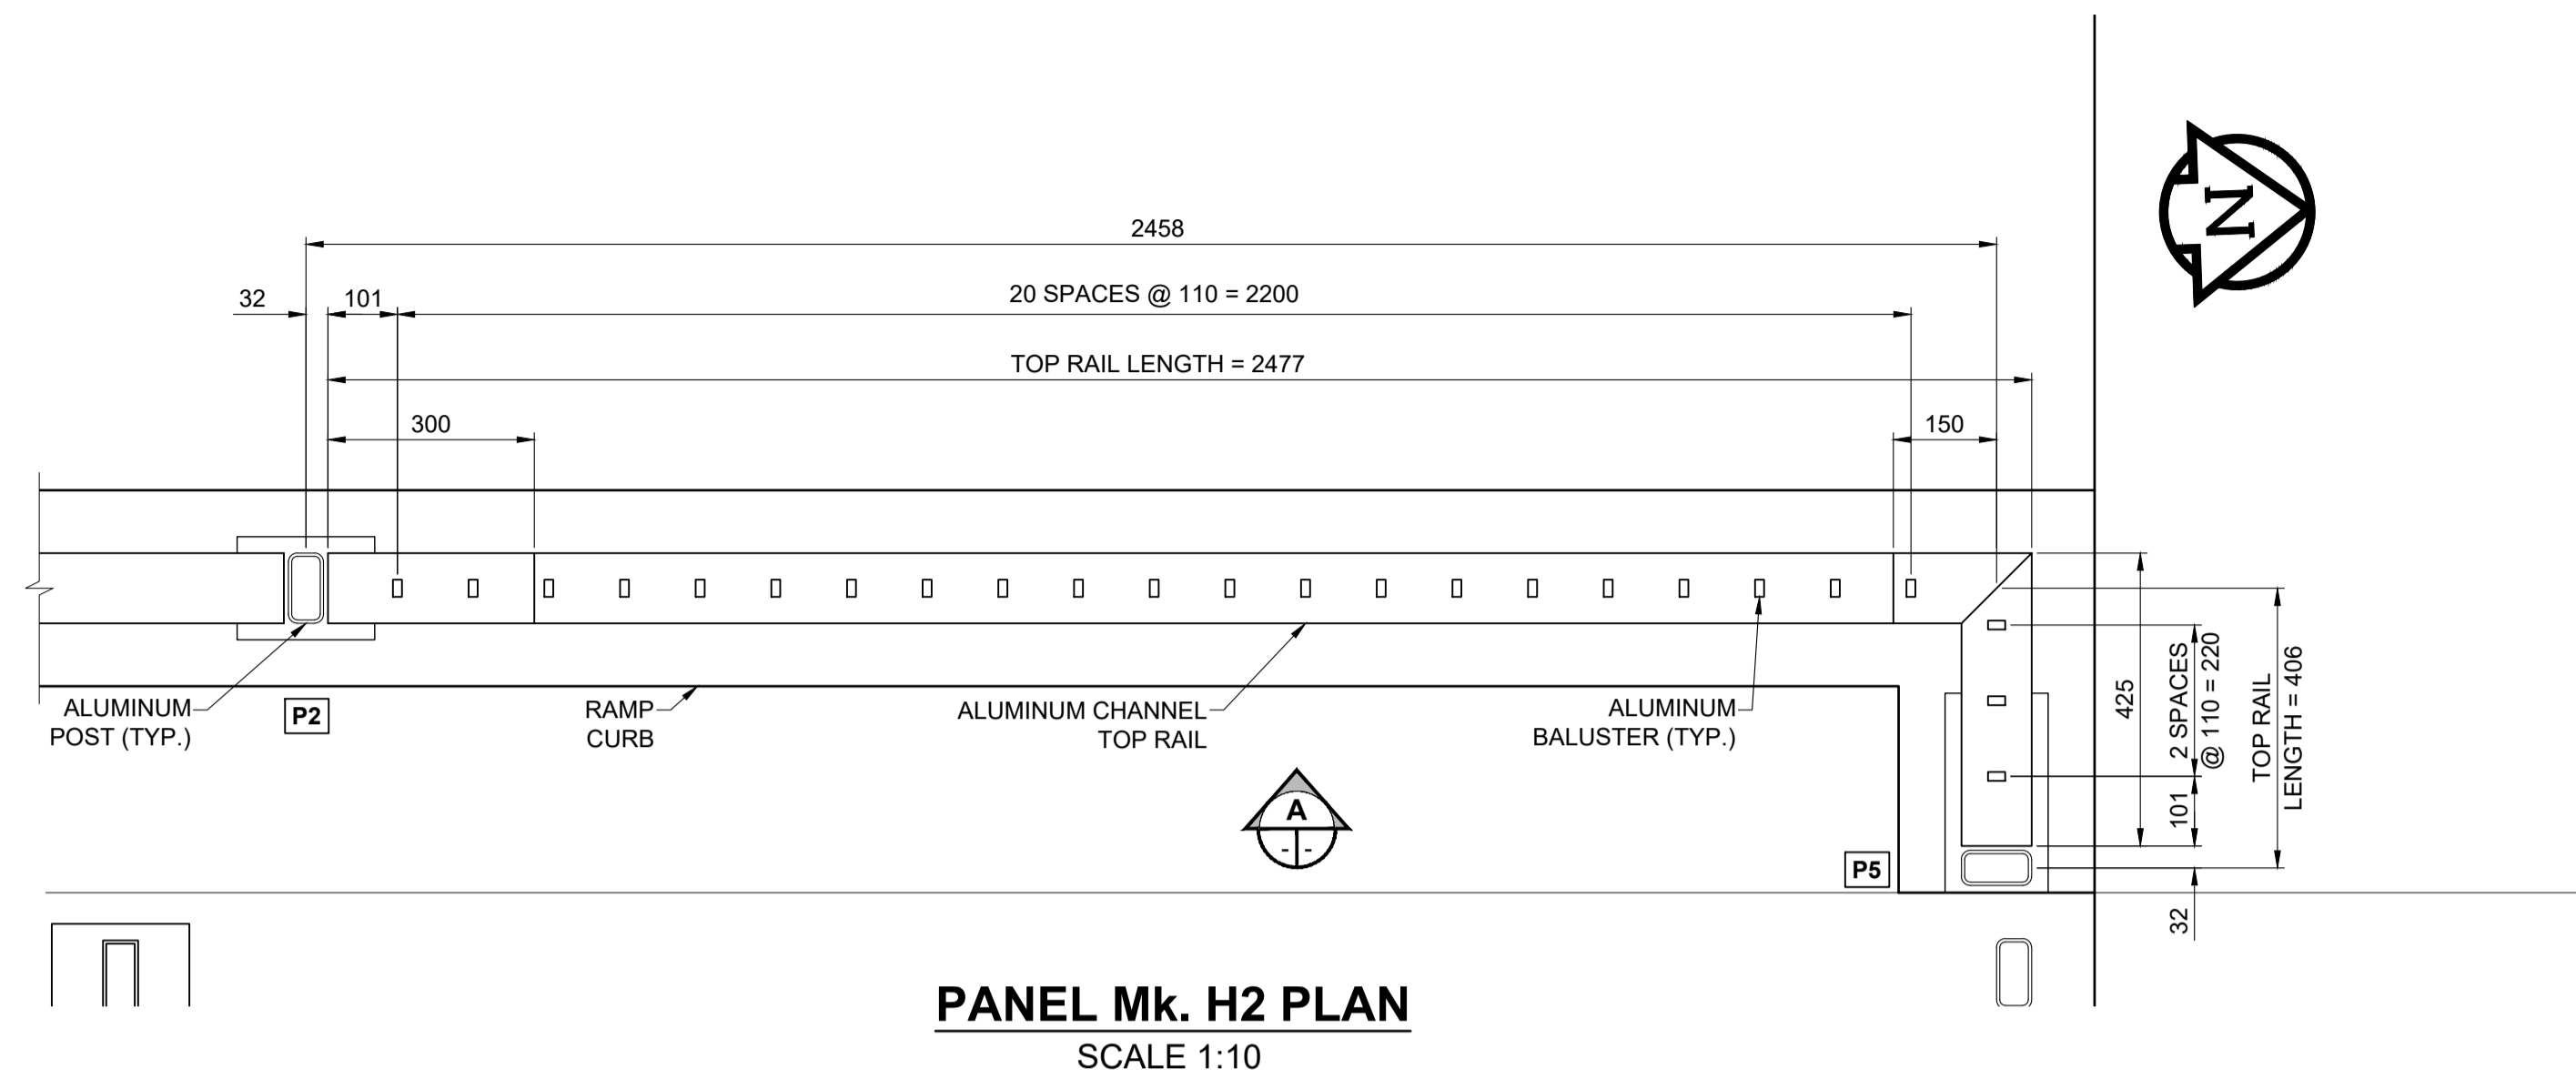 2458
32
101
20 SPACES @ 110 = 2200
TOP RAIL LENGTH = 2477
300
150
N
ALUMINUM
POST (TYP.)
P2
RAMP
CURB
ALUMINUM CHANNEL
TOP RAIL
ALUMINUM
BALUSTER (TYP.)
A
- -
P5
425
2 SPACES
@ 110 = 220
101
32
TOP RAIL
LENGTH = 406
PANEL Mk. H2 PLAN
SCALE 1:10